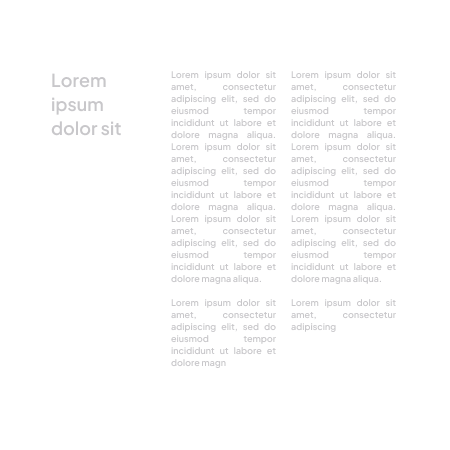 Lorem
ipsum
dolor sit
Lorem ipsum dolor sit
amet, consectetur
adipiscing elit, sed do
eiusmod tempor
incididunt ut labore et
dolore magna aliqua.
Lorem ipsum dolor sit
amet, consectetur
adipiscing elit, sed do
eiusmod tempor
incididunt ut labore et
dolore magna aliqua.
Lorem ipsum dolor sit
amet, consectetur
adipiscing elit, sed do
eiusmod tempor
incididunt ut labore et
dolore magna aliqua.
Lorem ipsum dolor sit
amet, consectetur
adipiscing elit, sed do
eiusmod tempor
incididunt ut labore et
dolore magn
Lorem ipsum dolor sit
amet, consectetur
adipiscing elit, sed do
eiusmod tempor
incididunt ut labore et
dolore magna aliqua.
Lorem ipsum dolor sit
amet, consectetur
adipiscing elit, sed do
eiusmod tempor
incididunt ut labore et
dolore magna aliqua.
Lorem ipsum dolor sit
amet, consectetur
adipiscing elit, sed do
eiusmod tempor
incididunt ut labore et
dolore magna aliqua.
Lorem ipsum dolor sit
amet, consectetur
adipiscing